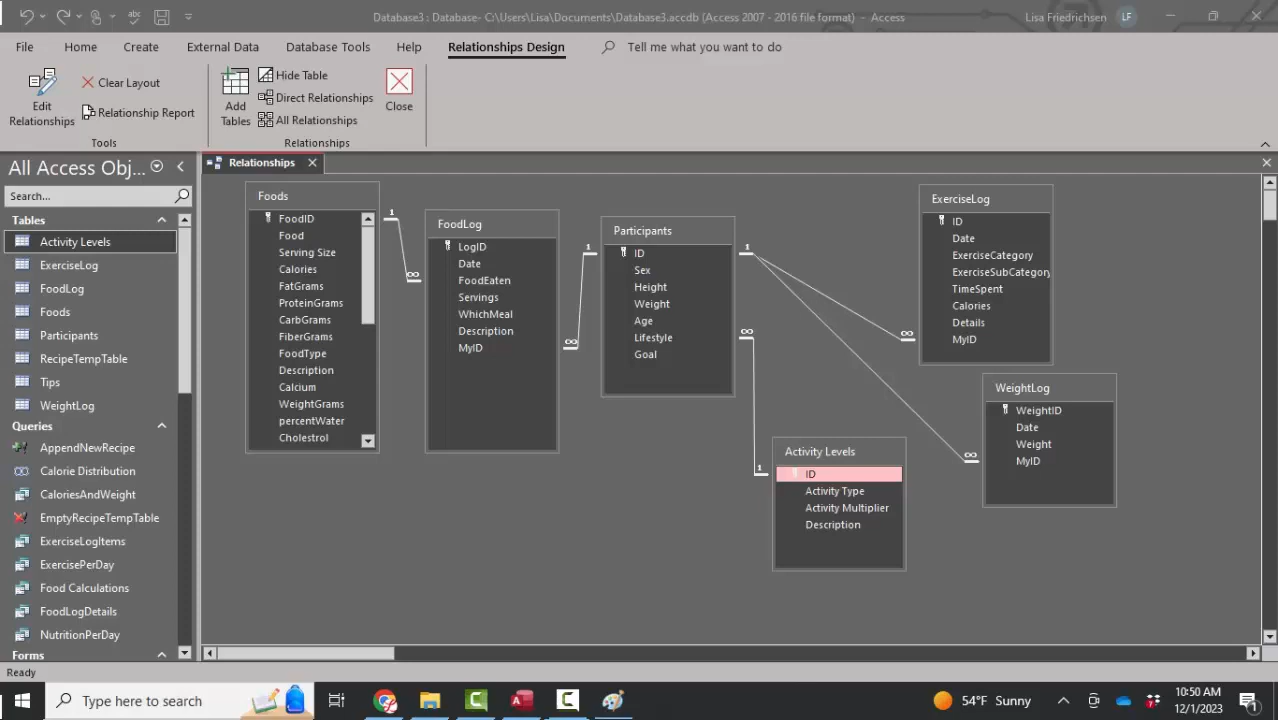 Database3 : Database- C:\Users\Lisa\Documents\Database3.accdb (Access 2007 - 2016 file format) - Access
Lisa Friedrichsen
LF
File
Home
Create
External Data
Database Tools
Help
Relationships Design
Tell me what you want to do
Edit
Relationships
Clear Layout
Relationship Report
Tools
Add
Tables
Hide Table
Direct Relationships
All Relationships
Close
Relationships
All Access Obj...
Search...
Tables
Activity Levels
ExerciseLog
FoodLog
Foods
Participants
RecipeTempTable
Tips
WeightLog
Queries
AppendNewRecipe
Calorie Distribution
CaloriesAndWeight
EmptyRecipeTempTable
ExerciseLogItems
ExercisePerDay
Food Calculations
FoodLogDetails
NutritionPerDay
Forms
Relationships
Foods
FoodID
Food
Serving Size
Calories
FatGrams
ProteinGrams
CarbGrams
FiberGrams
FoodType
Description
Calcium
WeightGrams
percentWater
Cholestrol
1
∞
FoodLog
LogID
Date
FoodEaten
Servings
WhichMeal
Description
MyID
1
∞
Participants
ID
Sex
Height
Weight
Age
Lifestyle
Goal
1
∞
∞
∞
1
ExerciseLog
ID
Date
ExerciseCategory
ExerciseSubCategory
TimeSpent
Calories
Details
MyID
WeightLog
WeightID
Date
Weight
MyID
Activity Levels
ID
Activity Type
Activity Multiplier
Description
Ready
Type here to search
54°F Sunny
10:50 AM
12/1/2023
1